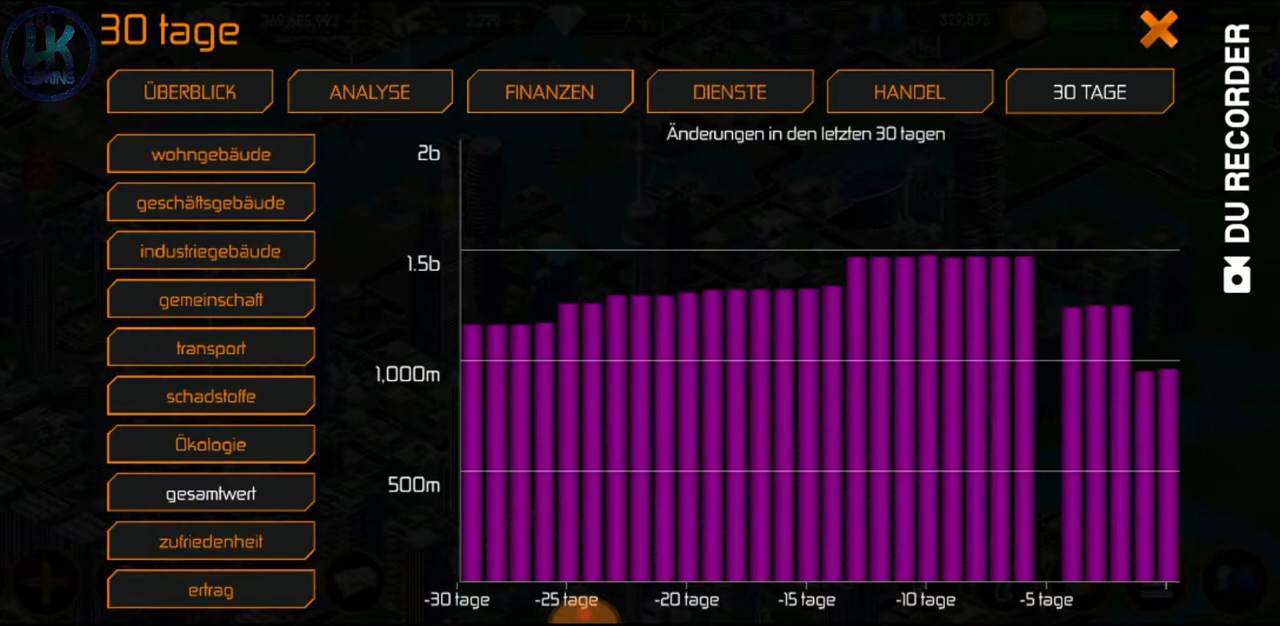 30 tage
LK
GAMING
ÜBERBLICK
ANALYSE
FINANZEN
DIENSTE
HANDEL
30 TAGE
DU RECORDER
Änderungen in den letzten 30 tagen
wohngebäude
geschäftsgebäude
industriegebäude
gemeinschaft
transport
schadstoffe
Ökologie
gesamtwert
zufriedenheit
ertrag
2b
1.5b
1,000m
500m
-30 tage
-25 tage
-20 tage
-15 tage
-10 tage
-5 tage